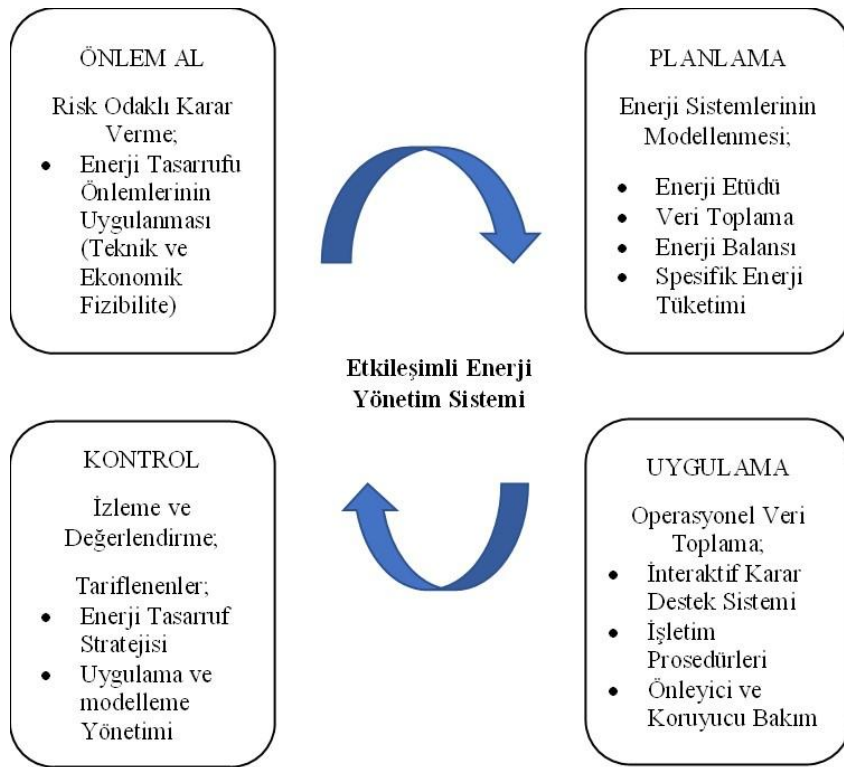 ÖNLEM AL
Risk Odaklı Karar
Verme;
• Enerji Tasarrufu
Önlemlerinin
Uygulanması
(Teknik ve
Ekonomik
Fizibilite)
PLANLAMA
Enerji Sistemlerinin
Modellenmesi;
• Enerji Etüdü
• Veri Toplama
• Enerji Balansı
• Spesifik Enerji
Tüketimi
Etkileşimli Enerji
Yönetim Sistemi
KONTROL
İzleme ve
Değerlendirme;
Tariflenenler;
• Enerji Tasarruf
Stratejisi
• Uygulama ve
modelleme
Yönetimi
UYGULAMA
Operasyonel Veri
Toplama;
• İnteraktif Karar
Destek Sistemi
• İşletim
Prosedürleri
• Önleyici ve
Koruyucu Bakım